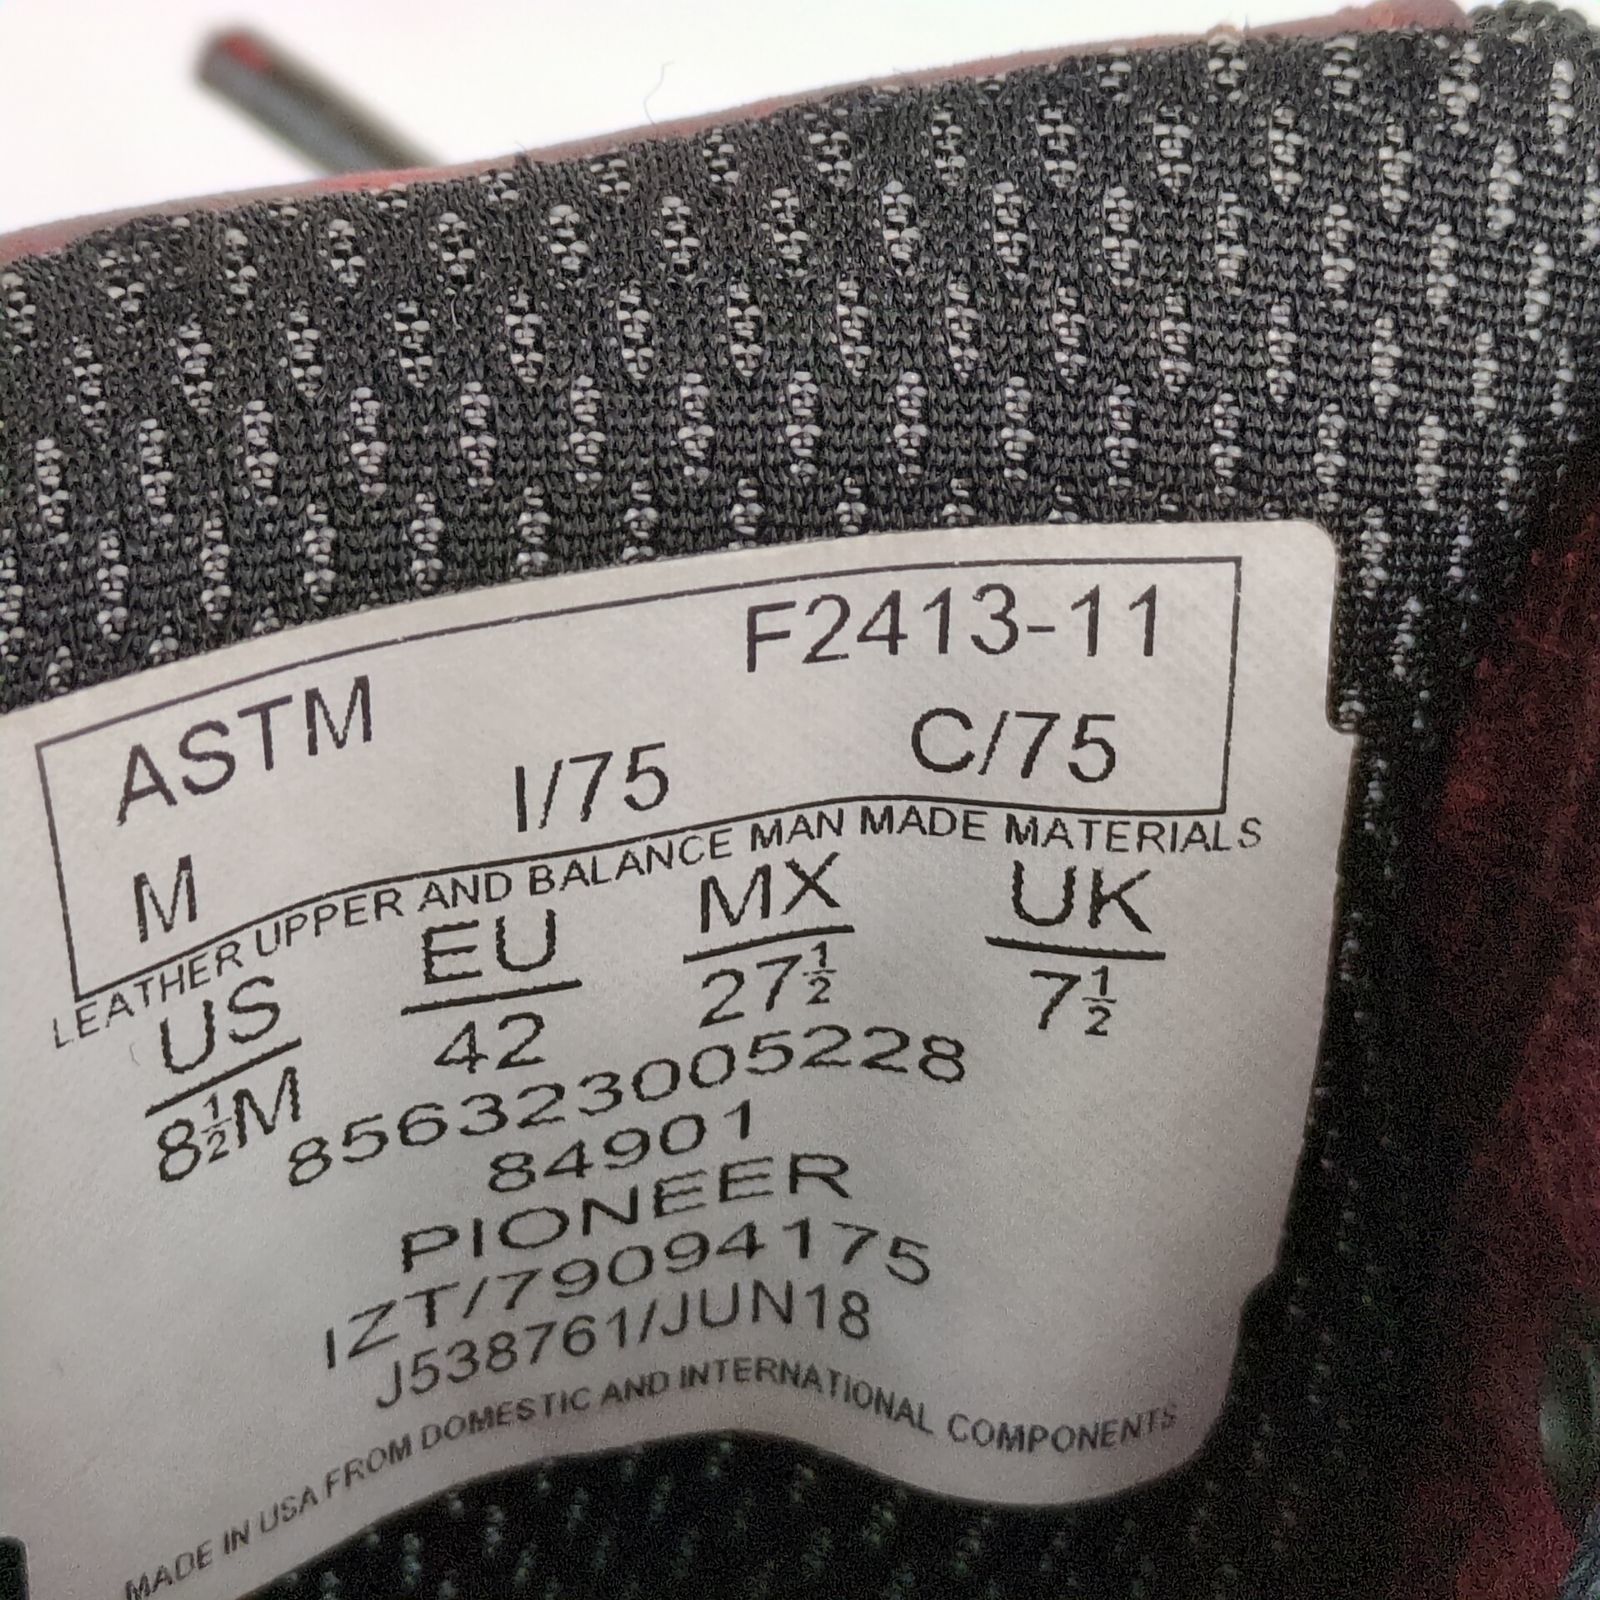 ASTM F2413-11
M I/75 C/75
LEATHER UPPER AND BALANCE MAN MADE MATERIALS
US EU MX UK
8½M 42 27½ 7½
856323005228
84901
PIONEER
IZT/79094175
J538761/JUN18
MADE IN USA FROM DOMESTIC AND INTERNATIONAL COMPONENTS